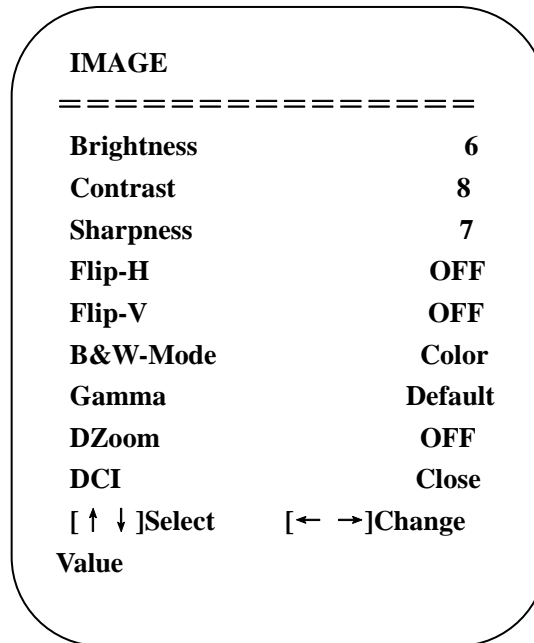 IMAGE
===============
Brightness 6
Contrast 8
Sharpness 7
Flip-H OFF
Flip-V OFF
B&W-Mode Color
Gamma Default
DZoom OFF
DCI Close
[ ↑ ↓ ]Select [← →]Change
Value